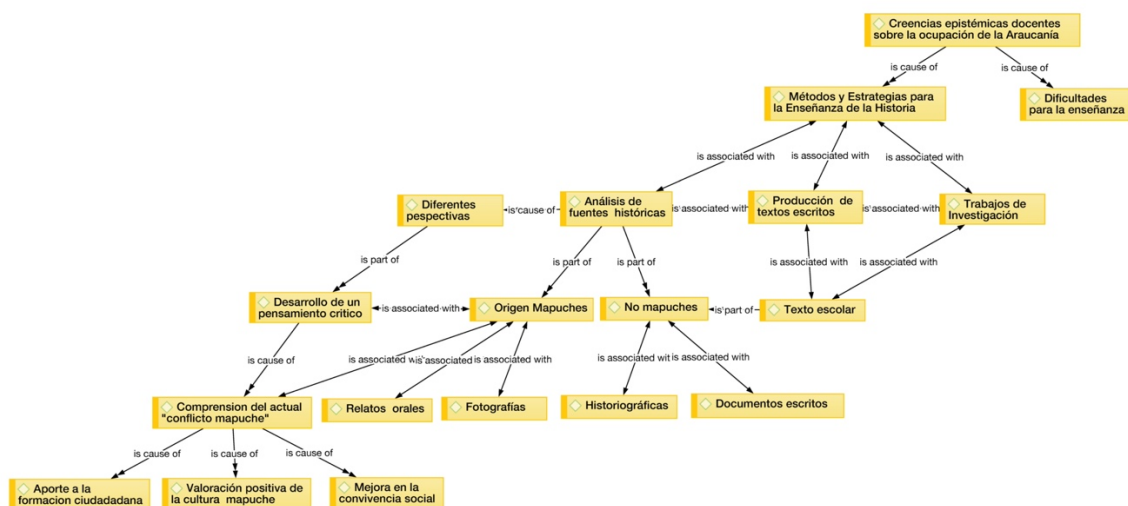 Creencias epistémicas docentes
sobre la ocupación de la Araucanía
is cause of
is cause of
Métodos y Estrategias para
la Enseñanza de la Historia
Dificultades
para la enseñanza
is associated with
is associated with
is associated with
Diferentes
pespectivas
is cause of
Análisis de
fuentes históricas
is associated with
Producción de
textos escritos
is associated with
Trabajos de
Investigación
is part of
is part of
is part of
is associated with
is associated with
Desarrollo de un
pensamiento critico
is associated with
Origen Mapuches
No mapuches
is part of
Texto escolar
is cause of
is associated with
is associated
is associated with
is associated with
is associated with
Comprension del actual
"conflicto mapuche"
Relatos orales
Fotografías
Historiográficas
Documentos escritos
is cause of
is cause of
is cause of
Aporte a la
formacion ciudadadana
Valoración positiva de
la cultura mapuche
Mejora en la
convivencia social